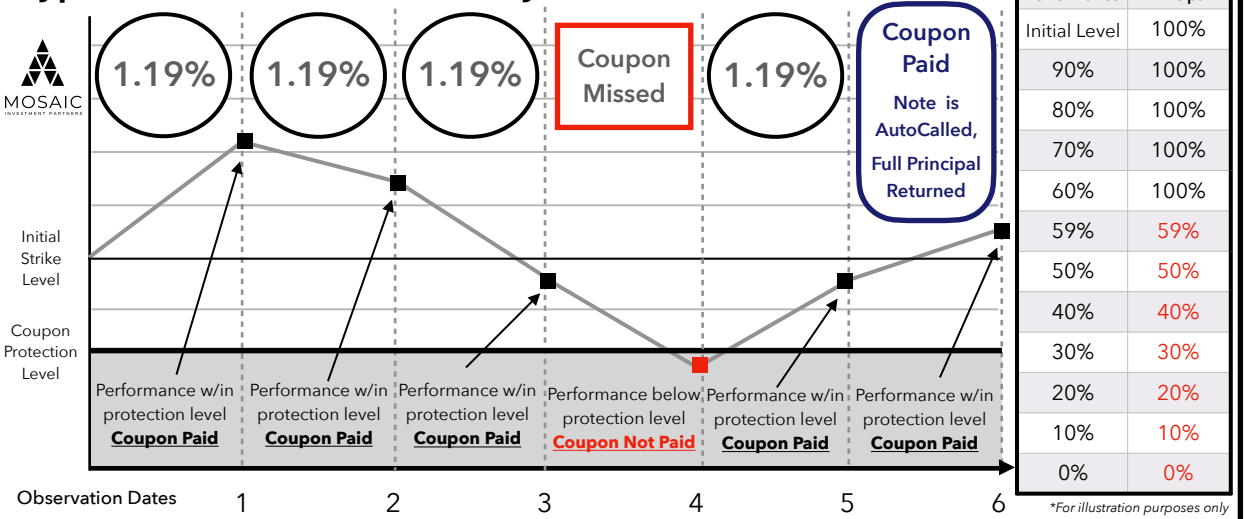 MOSAIC
INVESTMENT PARTNERS
1.19%
1.19%
1.19%
Coupon
Missed
1.19%
Coupon
Paid
Note is
AutoCalled,
Full Principal
Returned
Initial
Strike
Level
Coupon
Protection
Level
Performance w/in
protection level
Coupon Paid
Performance w/in
protection level
Coupon Paid
Performance w/in
protection level
Coupon Paid
Performance below
protection level
Coupon Not Paid
Performance w/in
protection level
Coupon Paid
Performance w/in
protection level
Coupon Paid
Observation Dates 1 2 3 4 5 6
Initial Level 100%
90% 100%
80% 100%
70% 100%
60% 100%
59% 59%
50% 50%
40% 40%
30% 30%
20% 20%
10% 10%
0% 0%
*For illustration purposes only